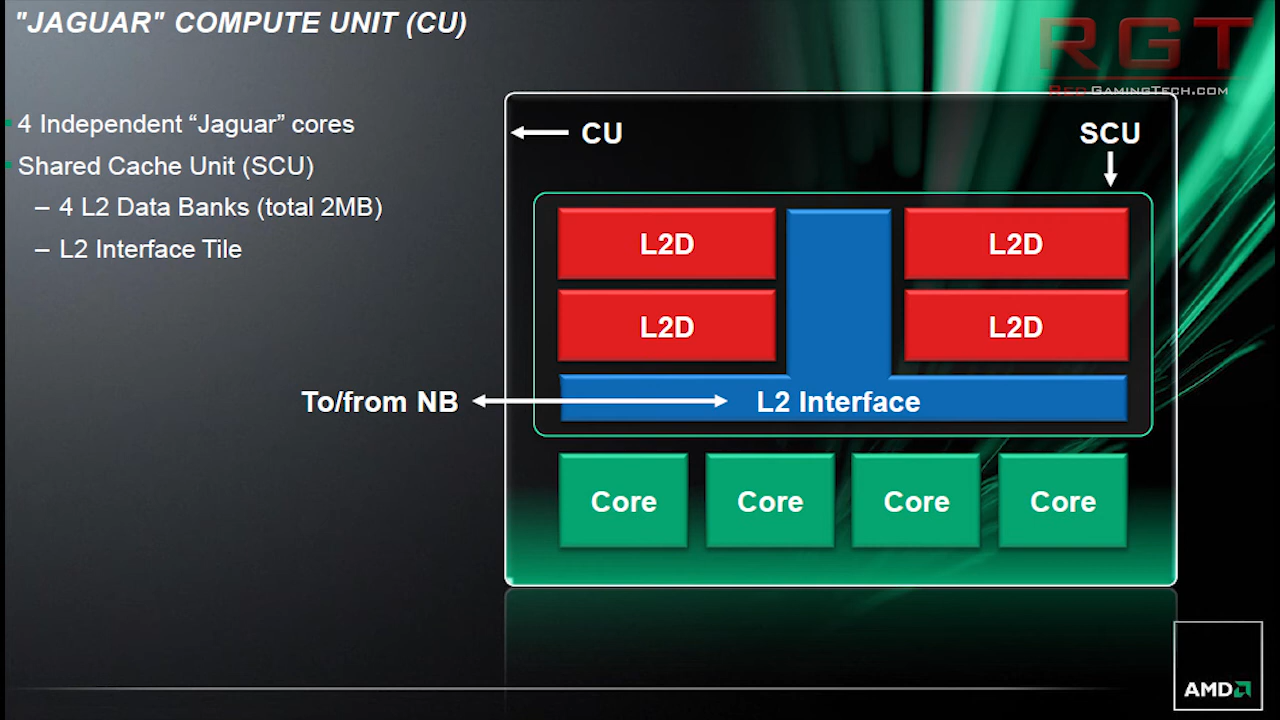 "JAGUAR" COMPUTE UNIT (CU)
RGT
RedGamingTech.com
4 Independent “Jaguar” cores
Shared Cache Unit (SCU)
– 4 L2 Data Banks (total 2MB)
– L2 Interface Tile
CU
SCU
L2D
L2D
L2D
L2D
To/from NB
L2 Interface
Core
Core
Core
Core
AMD